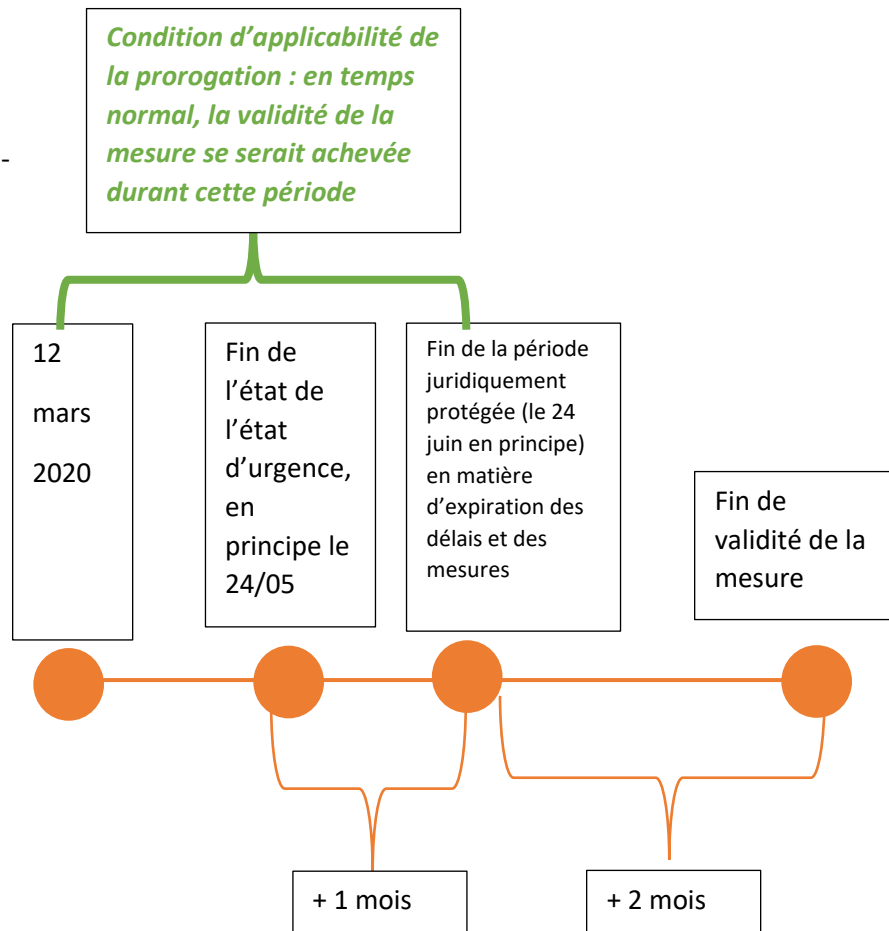 Condition d’applicabilité de
la prorogation : en temps
normal, la validité de la
mesure se serait achevée
durant cette période
-
12
mars
2020
Fin de
l’état de
l’état
d’urgence,
en
principe le
24/05
Fin de la période
juridiquement
protégée (le 24
juin en principe)
en matière
d’expiration des
délais et des
mesures
Fin de
validité de la
mesure
+ 1 mois
+ 2 mois